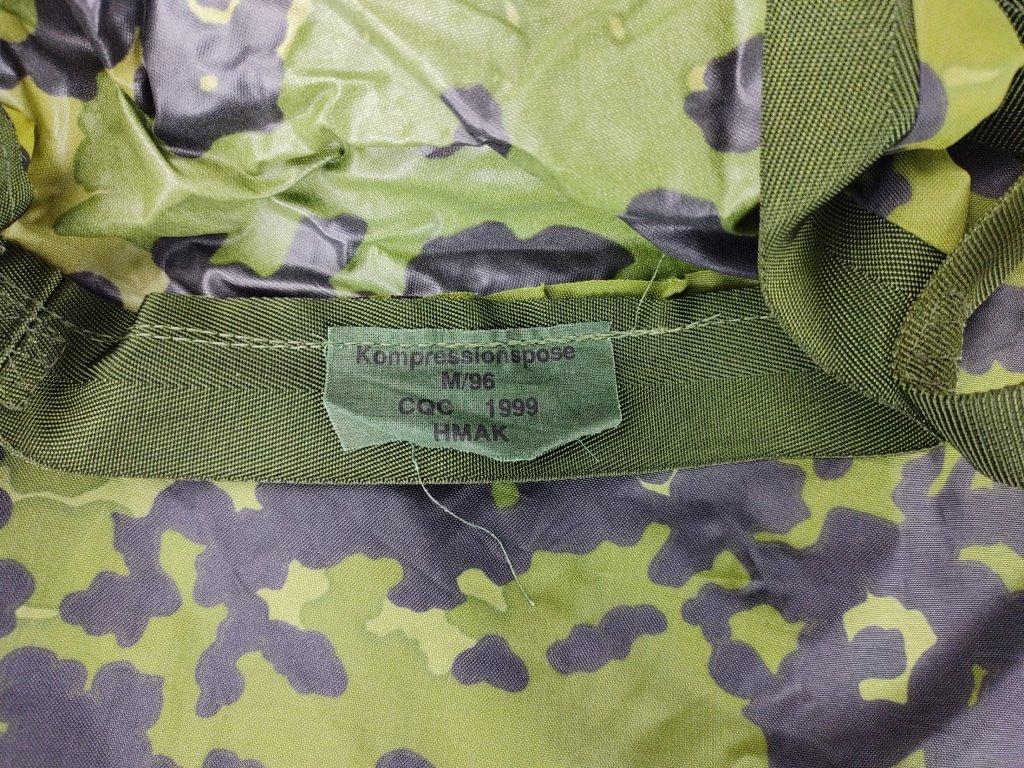 Kompressionspose
M/96
CQC 1999
HMAK